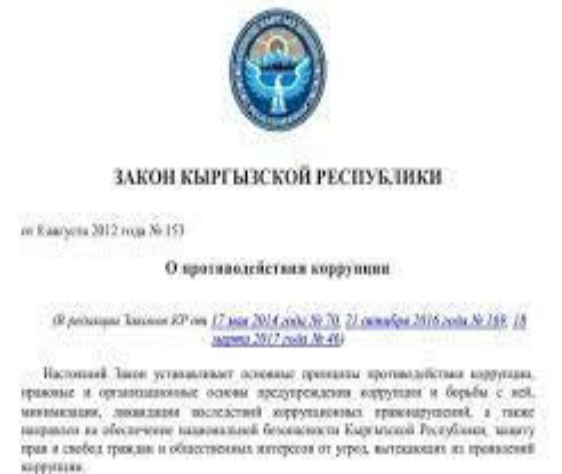 ЗАКОН КЫРГЫЗСКОЙ РЕСПУБЛИКИ
от 8 августа 2012 года № 153
О противодействии коррупции
(В редакции Законов КР от 17 мая 2014 года № 70, 21 октября 2016 года № 169, 18
марта 2017 года № 46)
Настоящий Закон устанавливает основные принципы противодействия коррупции,
правовые и организационные основы предупреждения коррупции и борьбы с ней,
минимизации, ликвидации последствий коррупционных правонарушений, а также
направлен на обеспечение национальной безопасности Кыргызской Республики, защиту
прав и свобод граждан и общественных интересов от угроз, вытекающих из проявлений
коррупции.